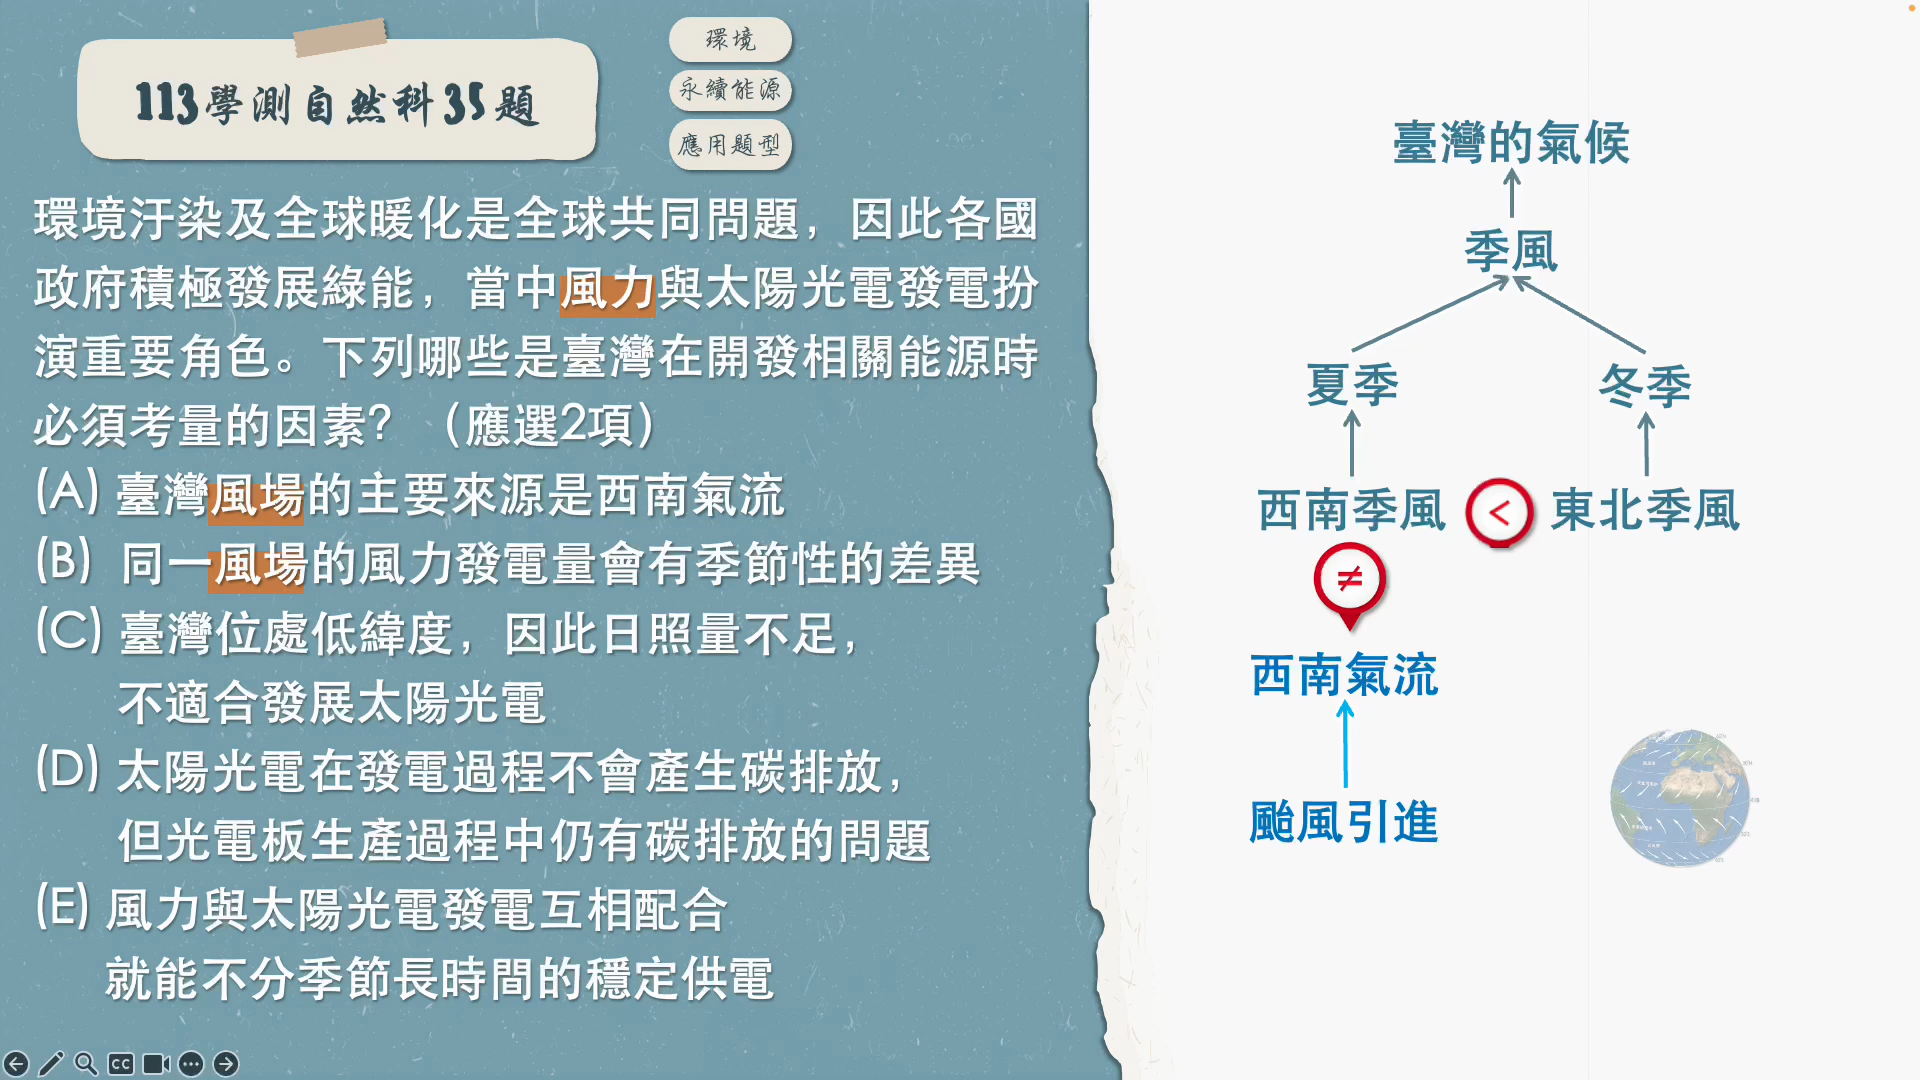 113學測自然科35題
環境
永續能源
應用題型
環境汙染及全球暖化是全球共同問題，因此各國
政府積極發展綠能，當中風力與太陽光電發電扮
演重要角色。下列哪些是臺灣在開發相關能源時
必須考量的因素？（應選2項）
(A) 臺灣風場的主要來源是西南氣流
(B) 同一風場的風力發電量會有季節性的差異
(C) 臺灣位處低緯度，因此日照量不足，
不適合發展太陽光電
(D) 太陽光電在發電過程不會產生碳排放，
但光電板生產過程中仍有碳排放的問題
(E) 風力與太陽光電發電互相配合
就能不分季節長時間的穩定供電
臺灣的氣候
季風
夏季
冬季
西南季風 < 東北季風
≠
西南氣流
颱風引進
CC